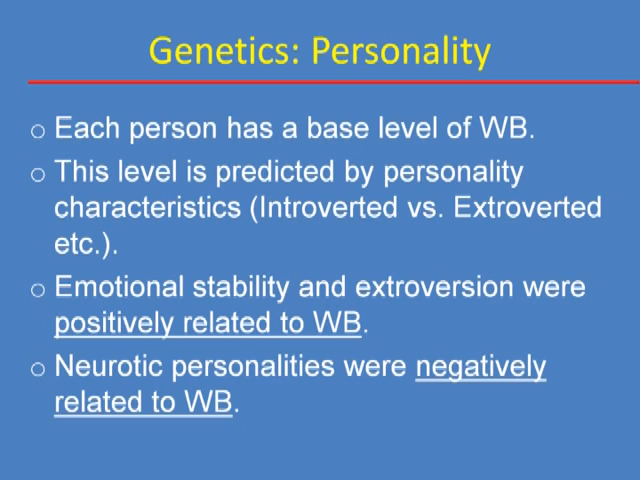 Genetics: Personality
o Each person has a base level of WB.
o This level is predicted by personality
characteristics (Introverted vs. Extroverted
etc.).
o Emotional stability and extroversion were
positively related to WB.
o Neurotic personalities were negatively
related to WB.